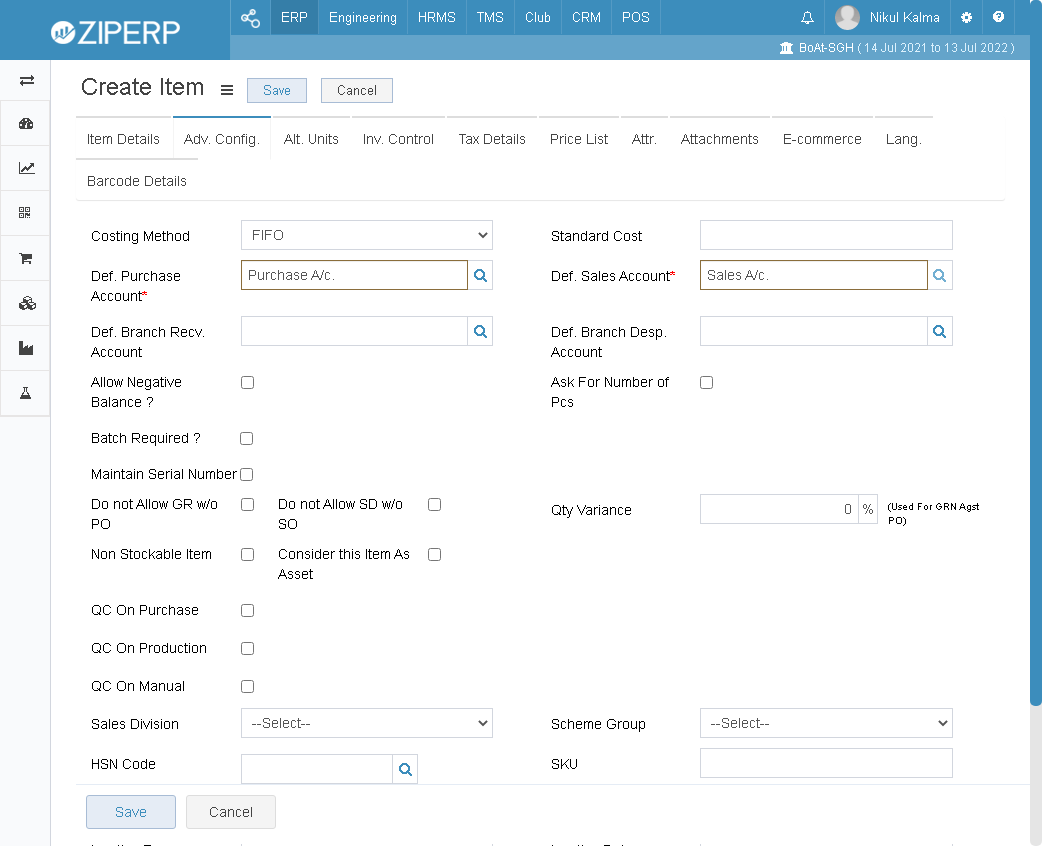 ZIPERP
ERP Engineering HRMS TMS Club CRM POS Nikul Kalma
BoAt-SGH ( 14 Jul 2021 to 13 Jul 2022 )
Create Item Save Cancel
Item Details Adv. Config. Alt. Units Inv. Control Tax Details Price List Attr. Attachments E-commerce Lang.
Barcode Details
Costing Method FIFO Standard Cost
Def. Purchase Account* Purchase A/c. Def. Sales Account* Sales A/c.
Def. Branch Recv. Account Def. Branch Desp. Account
Allow Negative Balance ? Ask For Number of Pcs
Batch Required ?
Maintain Serial Number
Do not Allow GR w/o PO Do not Allow SD w/o SO Qty Variance 0 % (Used For GRN Agst PO)
Non Stockable Item Consider this Item As Asset
QC On Purchase
QC On Production
QC On Manual
Sales Division --Select-- Scheme Group --Select--
HSN Code SKU
Save Cancel